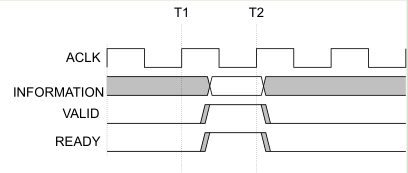 T1 T2
ACLK
INFORMATION
VALID
READY